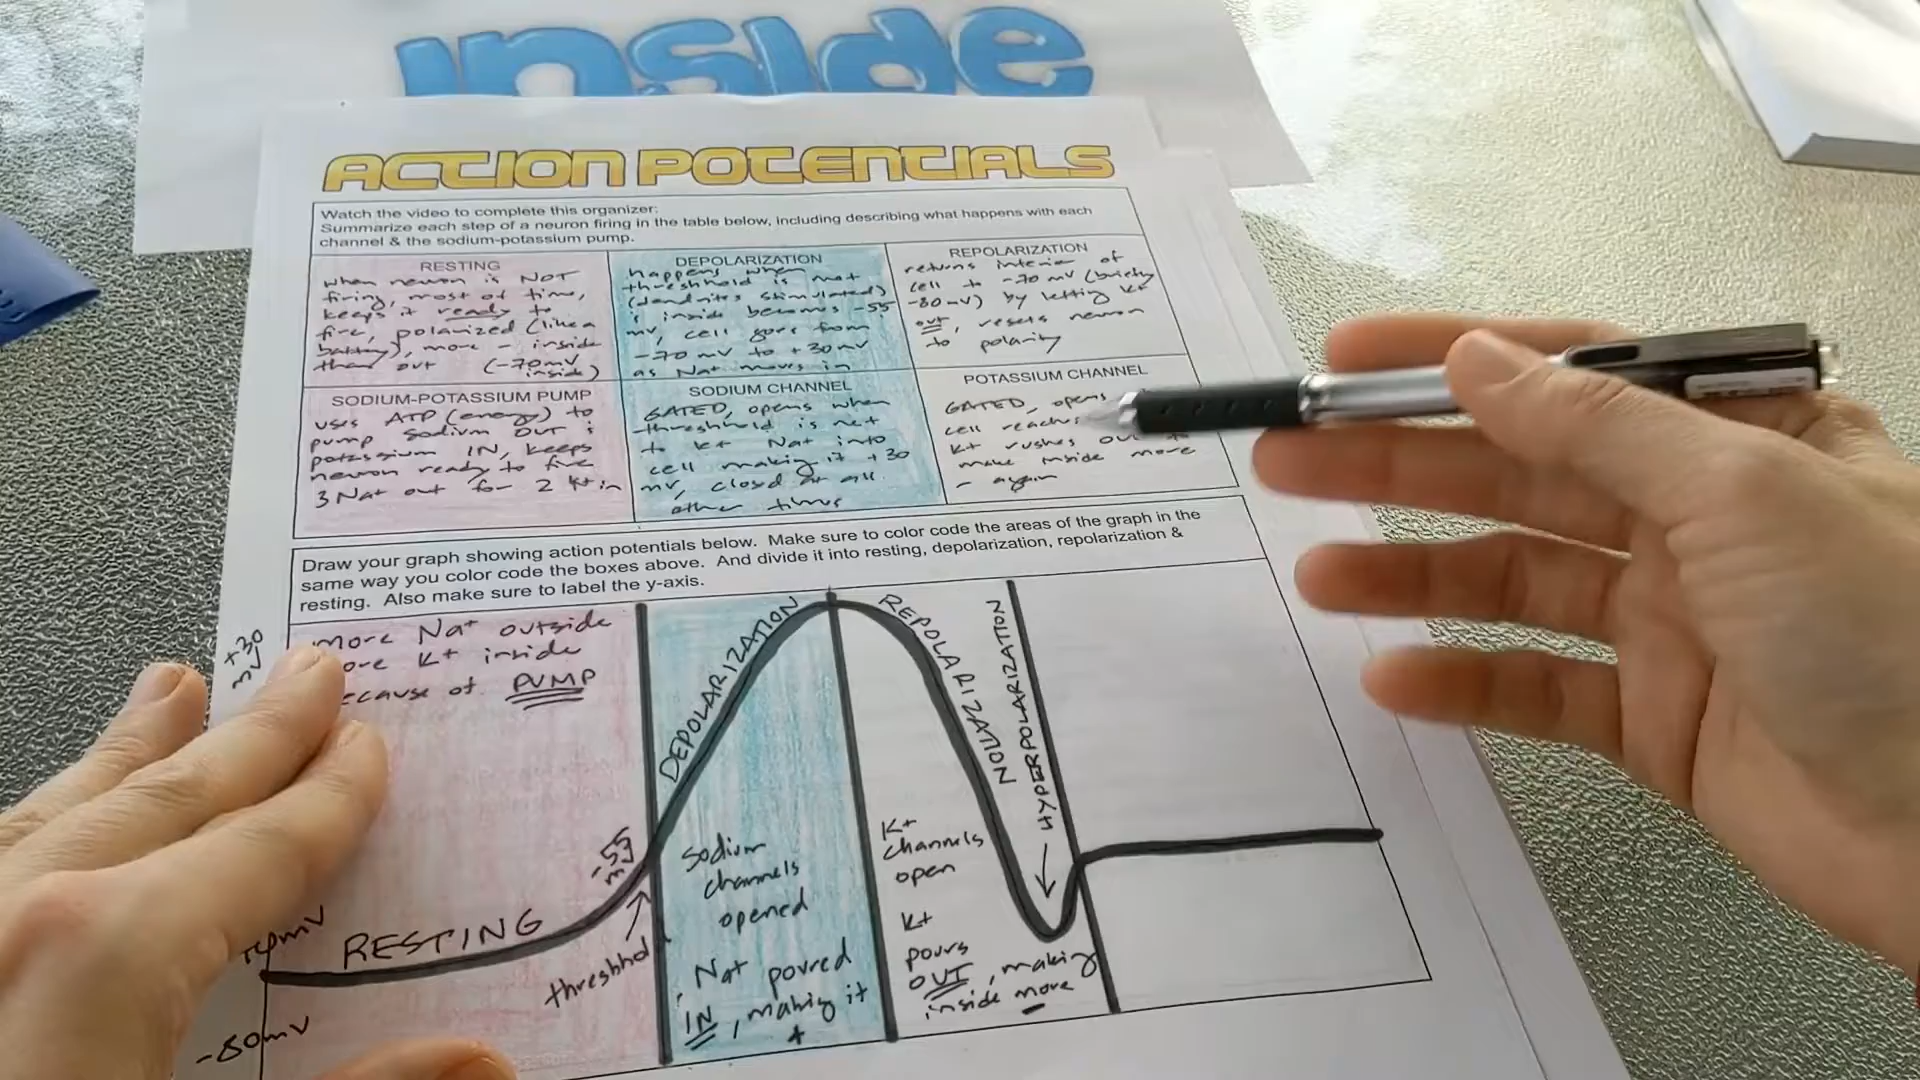 inside
ACTION POTENTIALS
Watch the video to complete this organizer:
Summarize each step of a neuron firing in the table below, including describing what happens with each
channel & the sodium-potassium pump.
RESTING
when neuron is NOT
firing, most of time,
keeps it ready to
fire, polarized (like a
battery), more - inside
than out (-70mV
inside)
DEPOLARIZATION
happens when
threshhold is met
(dendrites stimulated)
& inside becomes -55
mV, cell goes from
-70 mV to +30mV
as Na+ moves in
REPOLARIZATION
returns interior of
cell to -70 mV (briefly
-80mV) by letting K+
out, resets neuron
to polarity
SODIUM-POTASSIUM PUMP
uses ATP (energy) to
pump sodium OUT &
potassium IN, keeps
neuron ready to fire
3 Na+ out for 2 K+ in
SODIUM CHANNEL
GATED, opens when
threshhold is met
to let Na+ into
cell making it +30
mV, closed at all
other times
POTASSIUM CHANNEL
GATED, opens
cell reaches
K+ rushes
make inside more
- again
Draw your graph showing action potentials below. Make sure to color code the areas of the graph in the
same way you color code the boxes above. And divide it into resting, depolarization, repolarization &
resting. Also make sure to label the y-axis.
+30
mV
more Na+ outside
K+ inside
of PUMP
DEPOLARIZATION
REPOLARIZATION
HYPERPOLARIZATION
-55
mV
RESTING
threshhol
Sodium
channels
opened
Na+ poured
IN, making it
+
K+
channels
open
K+
pours
OUT, making
inside more
-
-80mV